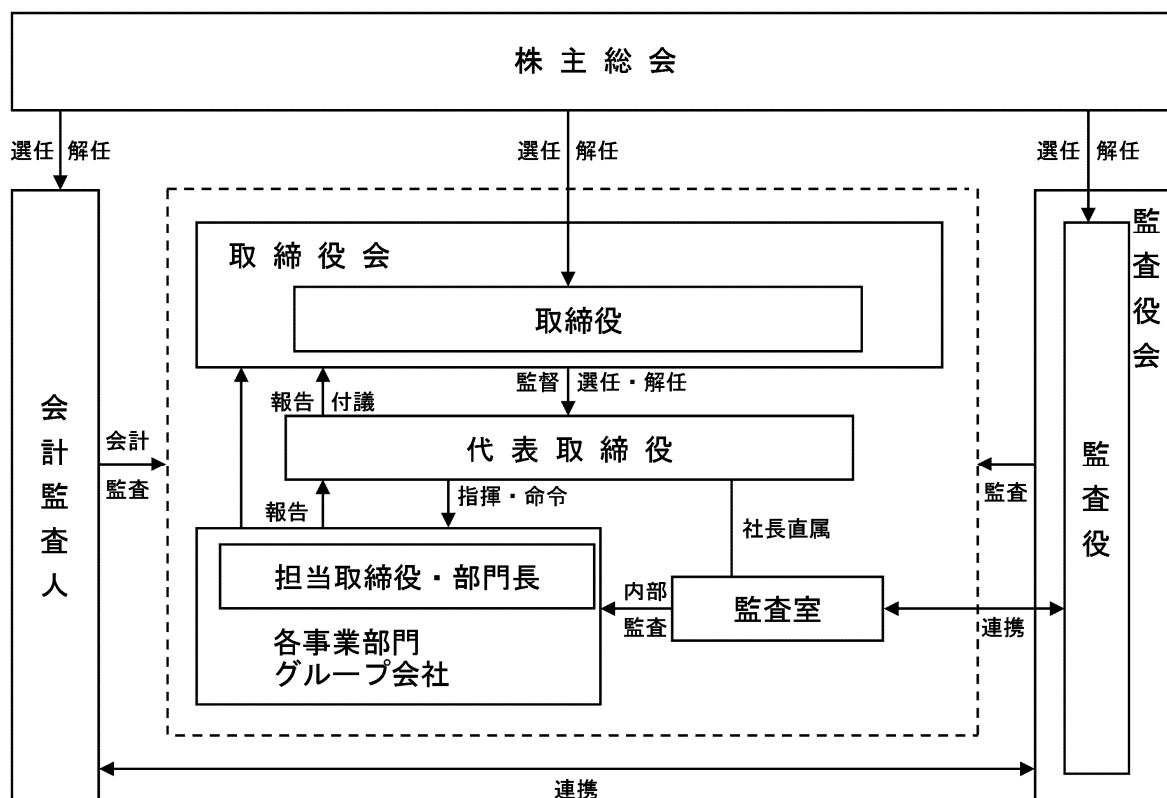 株主総会
選任 解任
選任 解任
選任 解任
取締役会
取締役
監督 選任・解任
報告 付議
代表取締役
会計監査人
会計
監査
監査役会
監査役
監査
報告
指揮・命令
社長直属
担当取締役・部門長
各事業部門
グループ会社
内部
監査
監査室
連携
連携